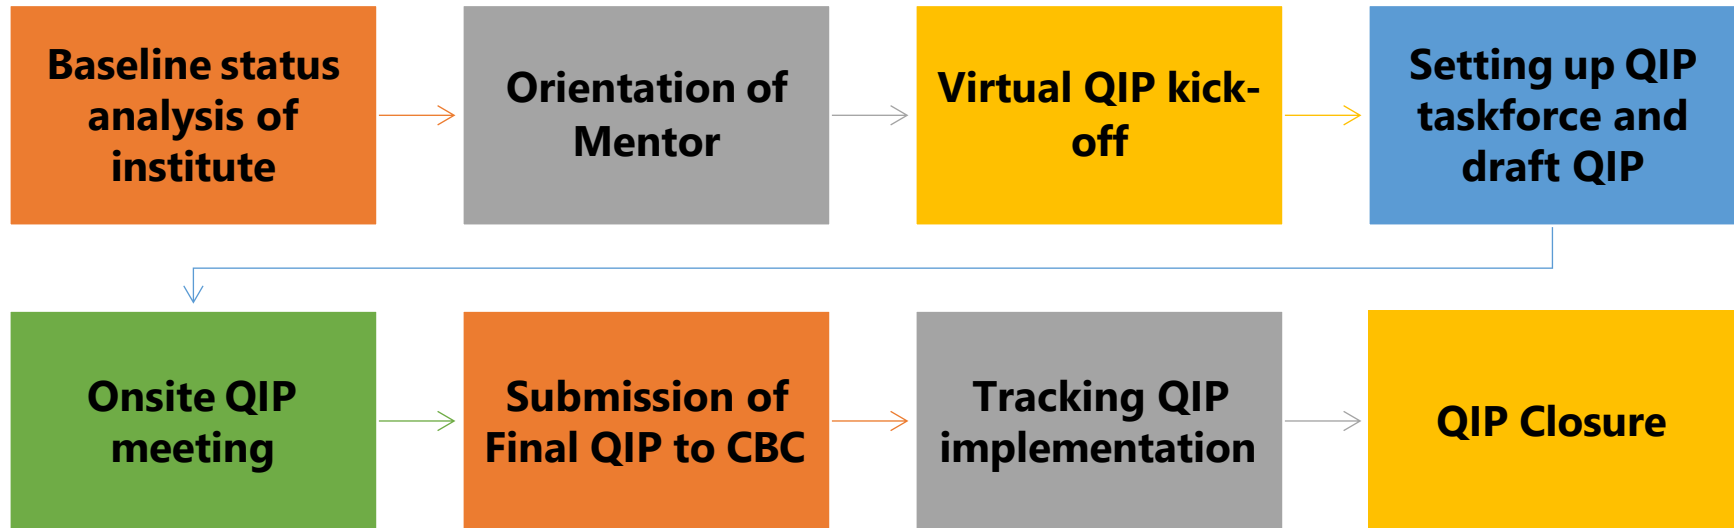 Baseline status
analysis of
institute
Orientation of
Mentor
Virtual QIP kick-
off
Setting up QIP
taskforce and
draft QIP
Onsite QIP
meeting
Submission of
Final QIP to CBC
Tracking QIP
implementation
QIP Closure